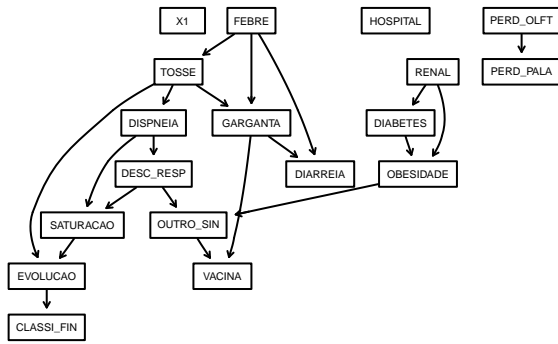 X1
FEBRE
HOSPITAL
PERD_OLFT
TOSSE
RENAL
PERD_PALA
DISPNEIA
GARGANTA
DIABETES
DESC_RESP
DIARREIA
OBESIDADE
SATURACAO
OUTRO_SIN
EVOLUCAO
VACINA
CLASSI_FIN